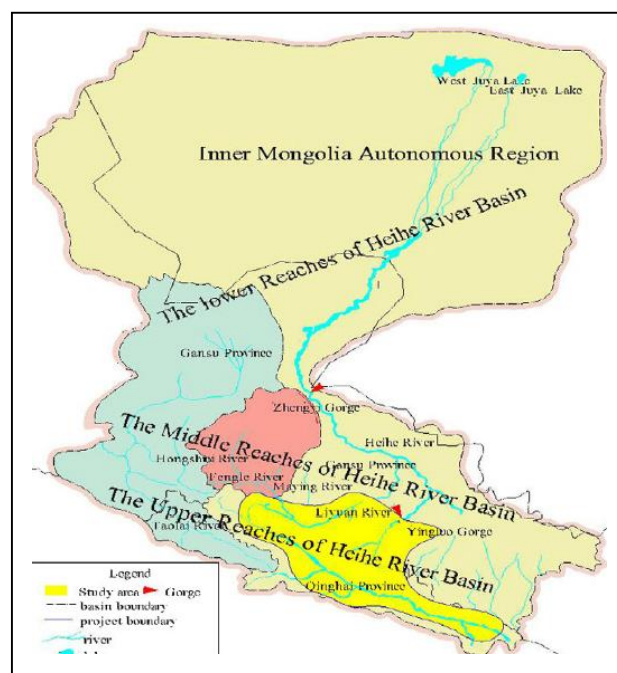 West Juya Lake
East Juya Lake
Inner Mongolia Autonomous Region
The lower Reaches of Heihe River Basin
Gansu Province
Zhengyi Gorge
Heihe River
The Middle Reaches of Heihe River Basin
Hongshui River
Gansu Province
Fengle River
Maying River
Liyuan River
The Upper Reaches of Heihe River Basin
Taolai River
Yingluo Gorge
Qinghai Province
Legend
Study area
Gorge
basin boundary
project boundary
river